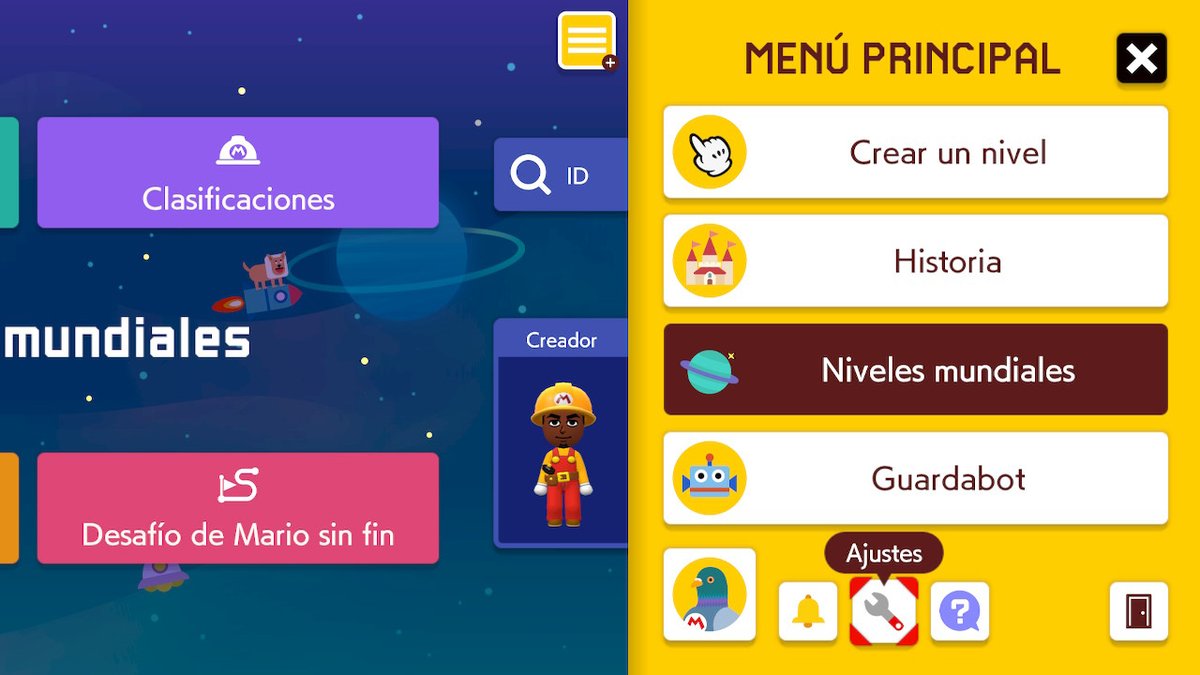 Clasificaciones
ID
mundiales
Creador
Desafío de Mario sin fin
MENÚ PRINCIPAL
Crear un nivel
Historia
Niveles mundiales
Guardabot
Ajustes
?